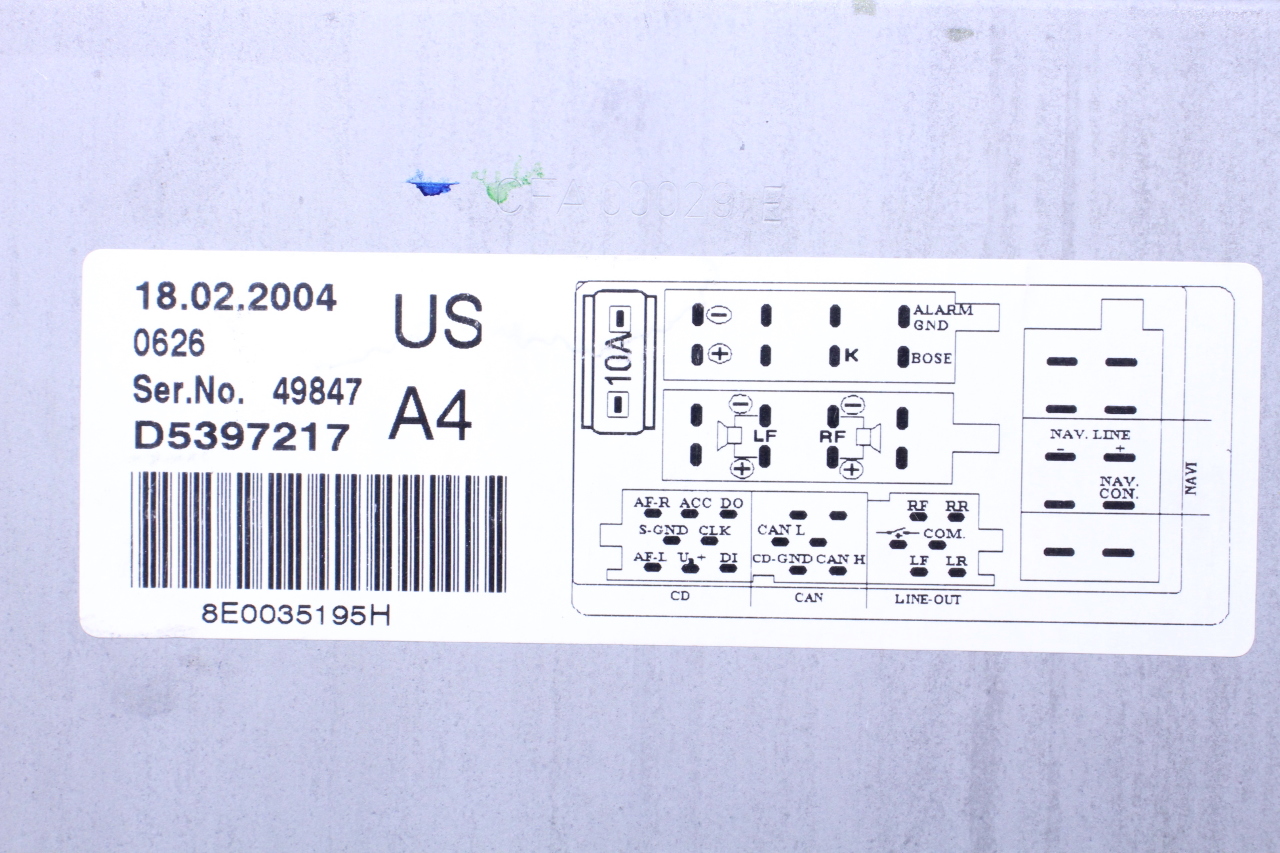 18.02.2004
US
0626
Ser.No. 49847
A4
D5397217
8E0035195H
10A
ALARM
GND
K
BOSE
LF
RF
AF-R ACC DO
S-GND CLK
AF-L U + DI
CD
CAN L
CD-GND CAN H
CAN
RF RR
COM.
LF LR
LINE-OUT
NAV. LINE
- +
NAV.
CON.
NAVI